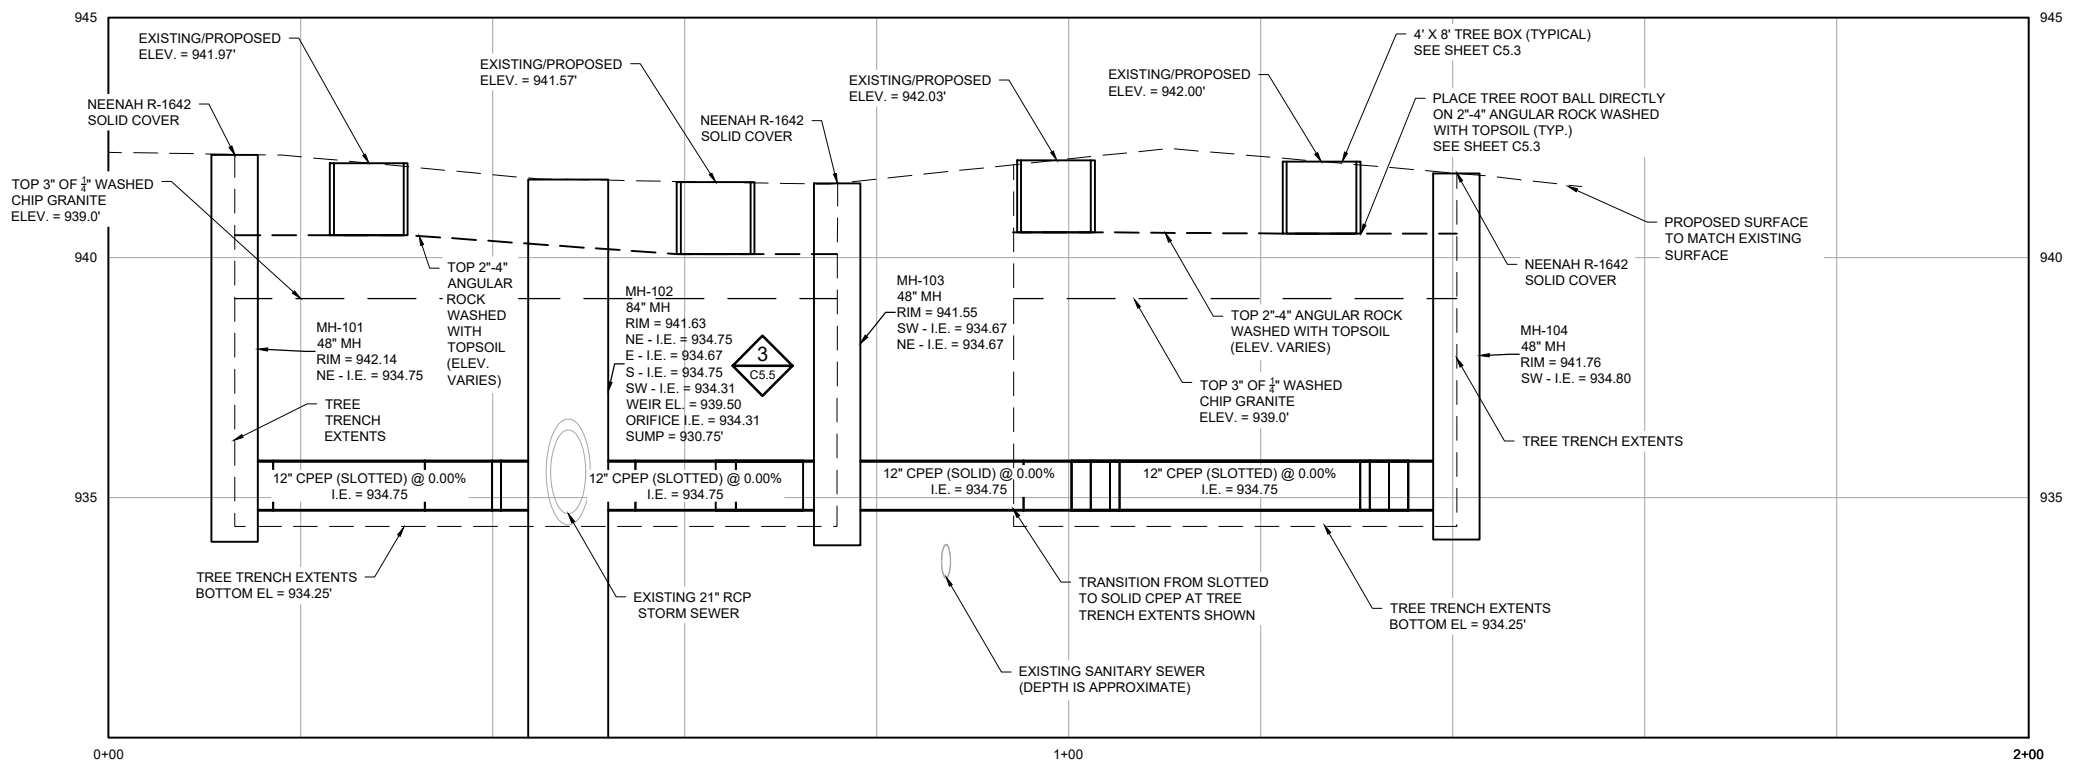 945
945
EXISTING/PROPOSED
ELEV. = 941.97'
EXISTING/PROPOSED
ELEV. = 941.57'
EXISTING/PROPOSED
ELEV. = 942.03'
EXISTING/PROPOSED
ELEV. = 942.00'
4' X 8' TREE BOX (TYPICAL)
SEE SHEET C5.3
NEENAH R-1642
SOLID COVER
NEENAH R-1642
SOLID COVER
PLACE TREE ROOT BALL DIRECTLY
ON 2"-4" ANGULAR ROCK WASHED
WITH TOPSOIL (TYP.)
SEE SHEET C5.3
TOP 3" OF 1/4" WASHED
CHIP GRANITE
ELEV. = 939.0'
PROPOSED SURFACE
TO MATCH EXISTING
SURFACE
940
940
NEENAH R-1642
SOLID COVER
TOP 2"-4"
ANGULAR
ROCK
WASHED
WITH
TOPSOIL
(ELEV.
VARIES)
MH-101
48" MH
RIM = 942.14
NE - I.E. = 934.75
MH-102
84" MH
RIM = 941.63
NE - I.E. = 934.75
E - I.E. = 934.67
S - I.E. = 934.75
SW - I.E. = 934.31
WEIR EL. = 939.50
ORIFICE I.E. = 934.31
SUMP = 930.75'
3
C5.5
MH-103
48" MH
RIM = 941.55
SW - I.E. = 934.67
NE - I.E. = 934.67
TOP 2"-4" ANGULAR ROCK
WASHED WITH TOPSOIL
(ELEV. VARIES)
MH-104
48" MH
RIM = 941.76
SW - I.E. = 934.80
TOP 3" OF 1/4" WASHED
CHIP GRANITE
ELEV. = 939.0'
TREE
TRENCH
EXTENTS
TREE TRENCH EXTENTS
12" CPEP (SLOTTED) @ 0.00%
I.E. = 934.75
12" CPEP (SLOTTED) @ 0.00%
I.E. = 934.75
12" CPEP (SOLID) @ 0.00%
I.E. = 934.75
12" CPEP (SLOTTED) @ 0.00%
I.E. = 934.75
935
935
TREE TRENCH EXTENTS
BOTTOM EL = 934.25'
EXISTING 21" RCP
STORM SEWER
TRANSITION FROM SLOTTED
TO SOLID CPEP AT TREE
TRENCH EXTENTS SHOWN
TREE TRENCH EXTENTS
BOTTOM EL = 934.25'
EXISTING SANITARY SEWER
(DEPTH IS APPROXIMATE)
0+00
1+00
2+00